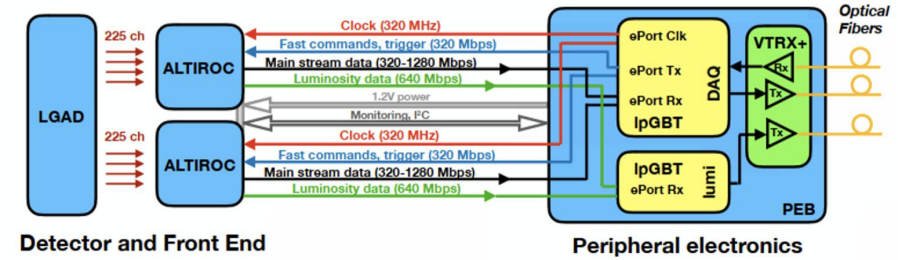 Optical
Fibers
225 ch
LGAD
ALTIROC
Clock (320 MHz)
Fast commands, trigger (320 Mbps)
Main stream data (320-1280 Mbps)
Luminosity data (640 Mbps)
1.2V power
Monitoring, I²C
225 ch
ALTIROC
Clock (320 MHz)
Fast commands, trigger (320 Mbps)
Main stream data (320-1280 Mbps)
Luminosity data (640 Mbps)
ePort Clk
ePort Tx
ePort Rx
lpGBT
DAQ
lpGBT
ePort Rx
lumi
VTRX+
Rx
Tx
Tx
PEB
Detector and Front End
Peripheral electronics